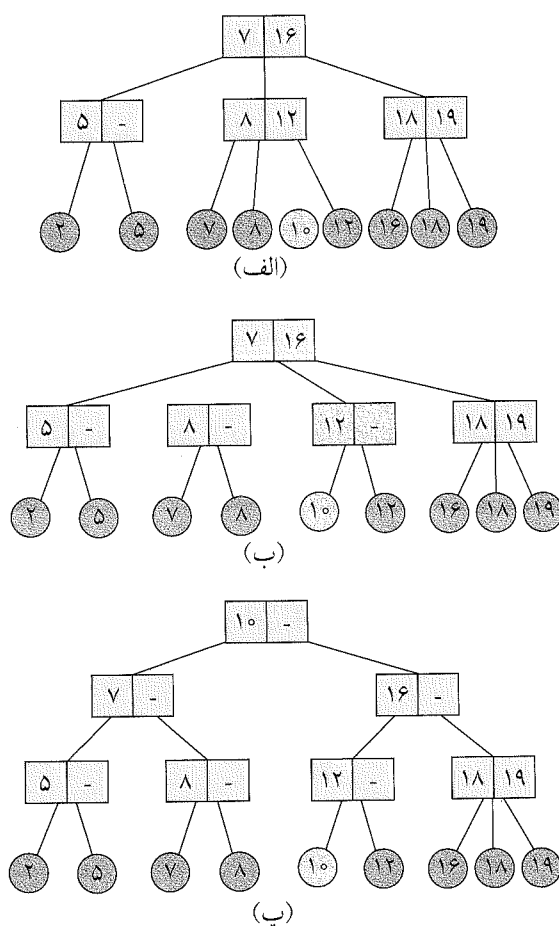 ۷ ۱۶
۵ - ۸ ۱۲ ۱۸ ۱۹
۲ ۵ ۷ ۸ ۱۰ ۱۲ ۱۶ ۱۸ ۱۹
(الف)
۷ ۱۶
۵ - ۸ - ۱۲ - ۱۸ ۱۹
۲ ۵ ۷ ۸ ۱۰ ۱۲ ۱۶ ۱۸ ۱۹
(ب)
۱۰ -
۷ - ۱۶ -
۵ - ۸ - ۱۲ - ۱۸ ۱۹
۲ ۵ ۷ ۸ ۱۰ ۱۲ ۱۶ ۱۸ ۱۹
(پ)